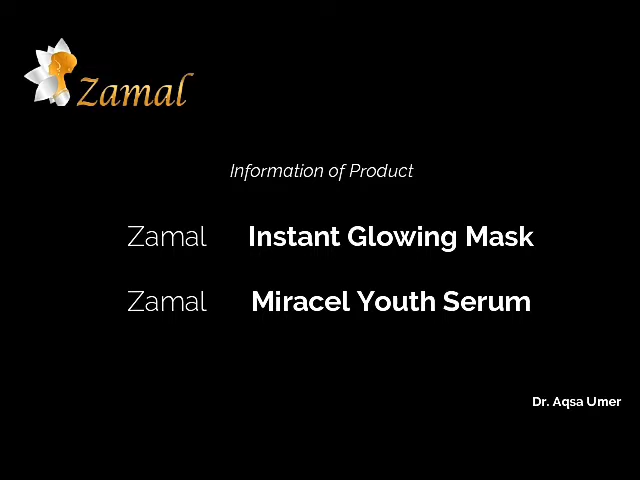 Zamal
Information of Product
Zamal Instant Glowing Mask
Zamal Miracel Youth Serum
Dr. Aqsa Umer